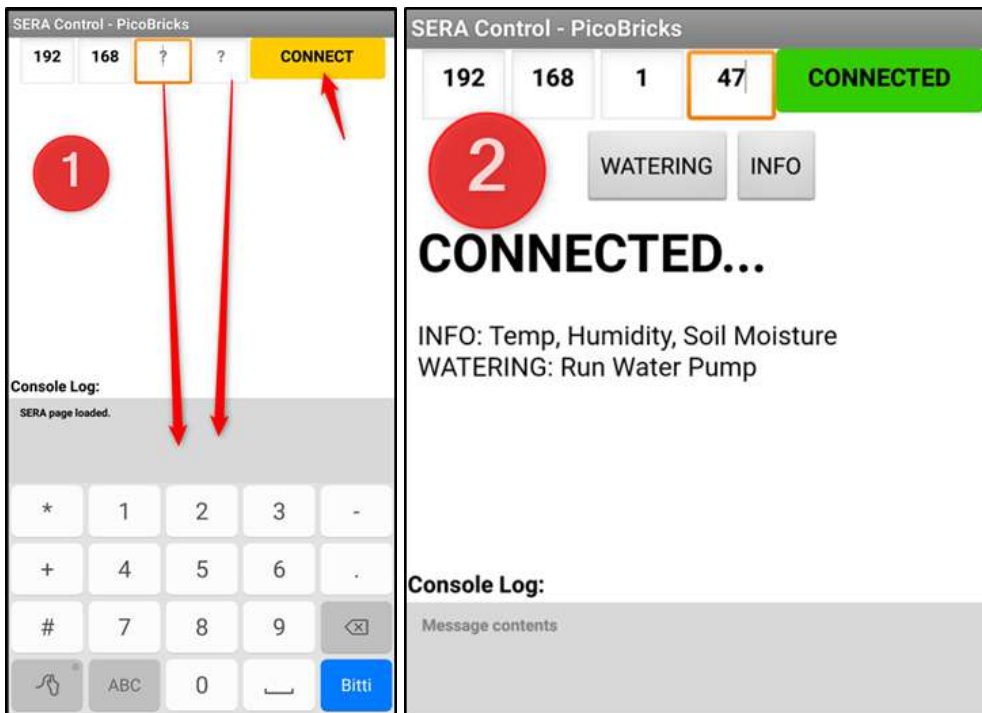 SERA Control - PicoBricks
192 168 ? ? CONNECT
1
Console Log:
SERA page loaded.
* 1 2 3 -
+ 4 5 6 .
# 7 8 9
ABC 0 Bitti
SERA Control - PicoBricks
192 168 1 47 CONNECTED
2
WATERING INFO
CONNECTED...
INFO: Temp, Humidity, Soil Moisture
WATERING: Run Water Pump
Console Log:
Message contents